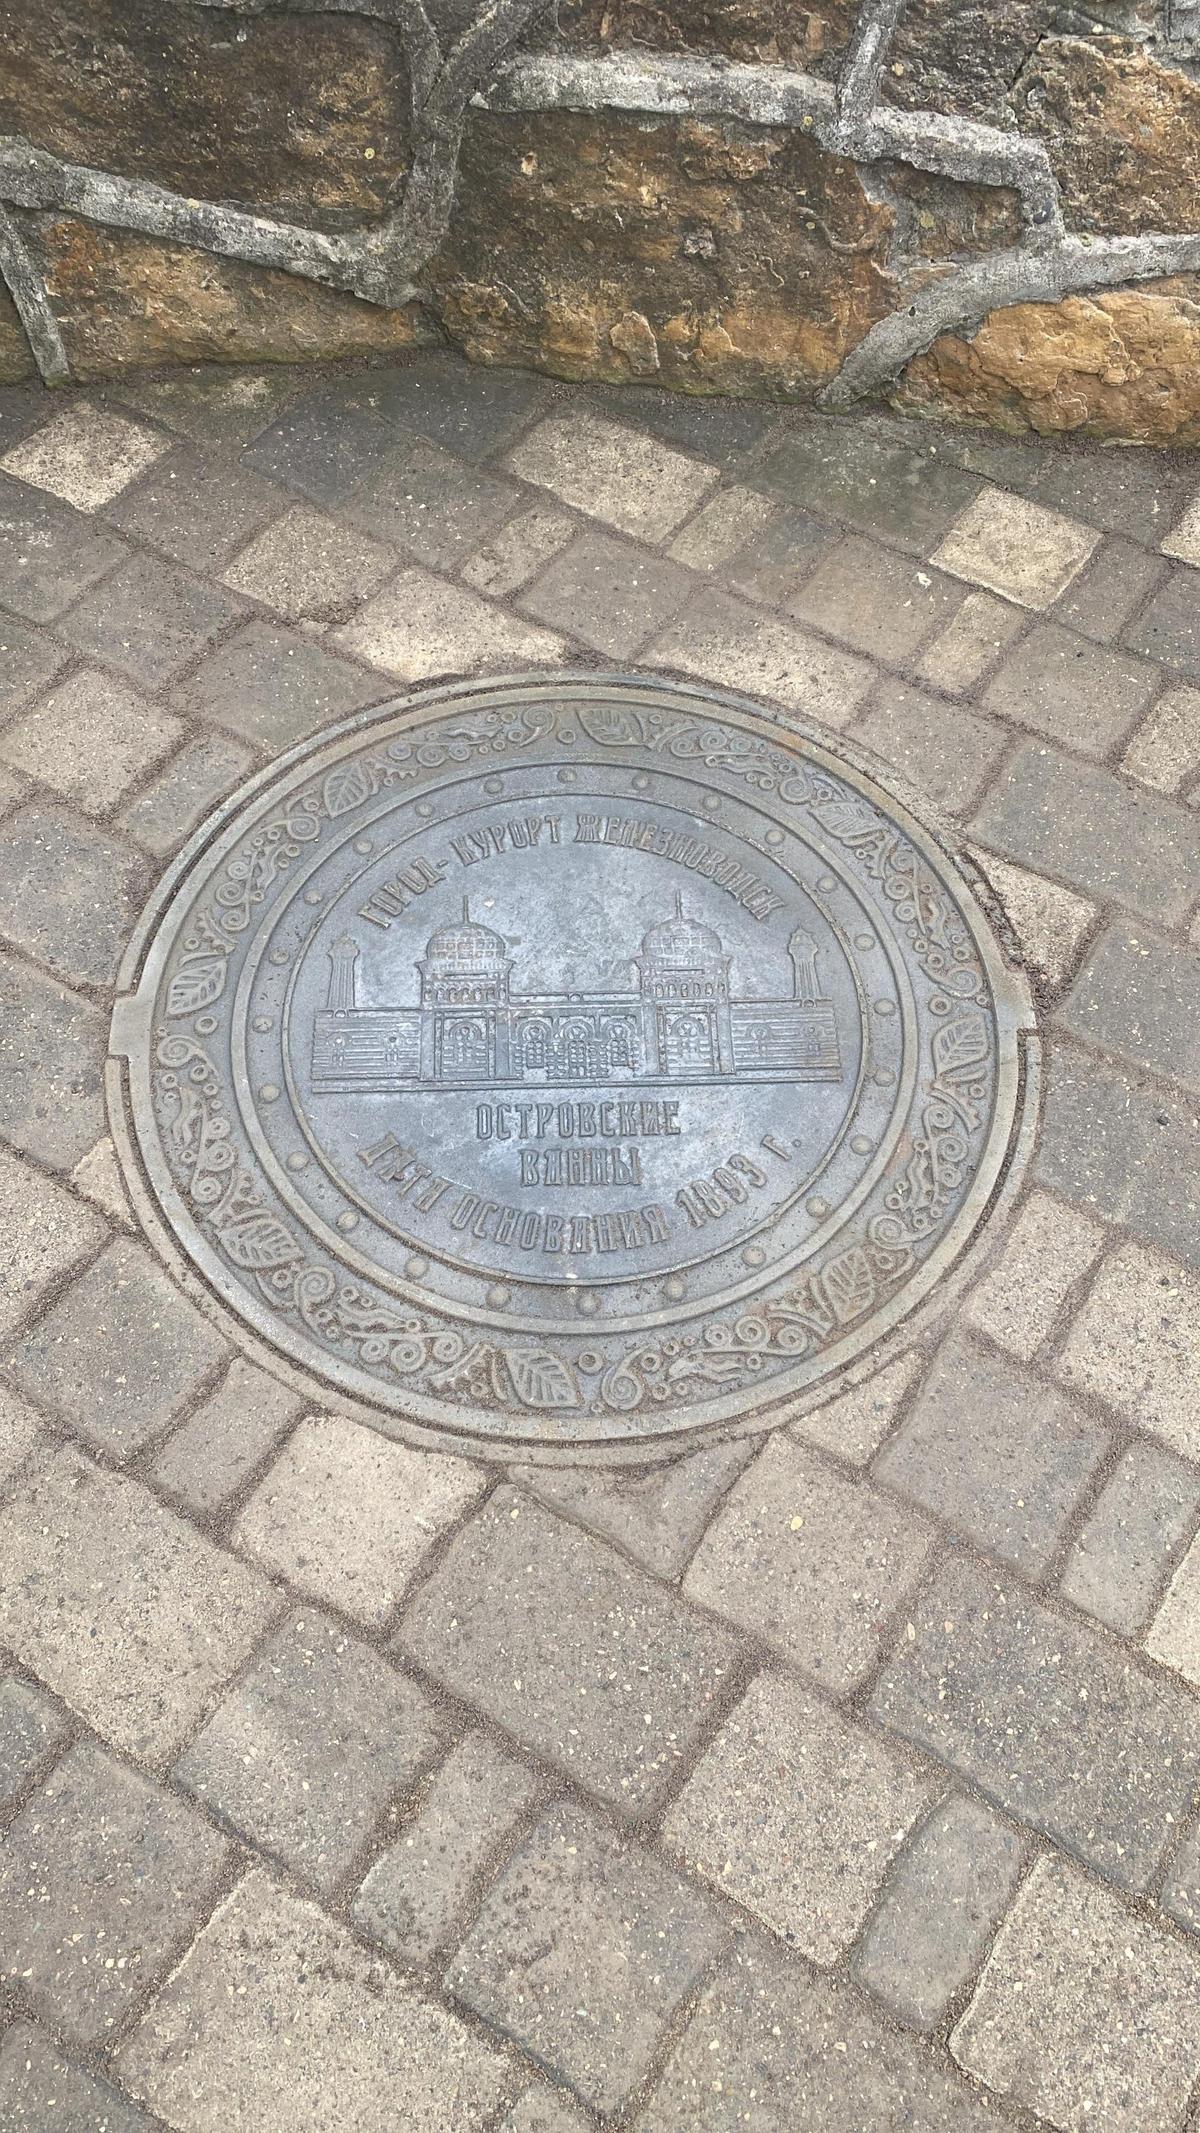 ГОРОД-КУРОРТ ЖЕЛЕЗНОВОДСК
ОСТРОВСКИЕ
ВАННЫ
ДАТА ОСНОВАНИЯ 1893 Г.